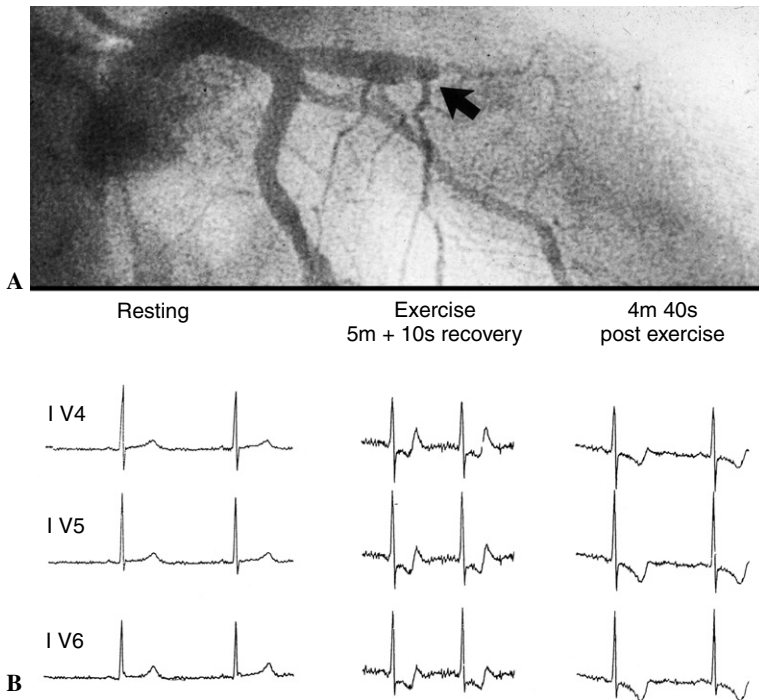 A
Resting
Exercise
5m + 10s recovery
4m 40s
post exercise
I V4
I V5
I V6
B